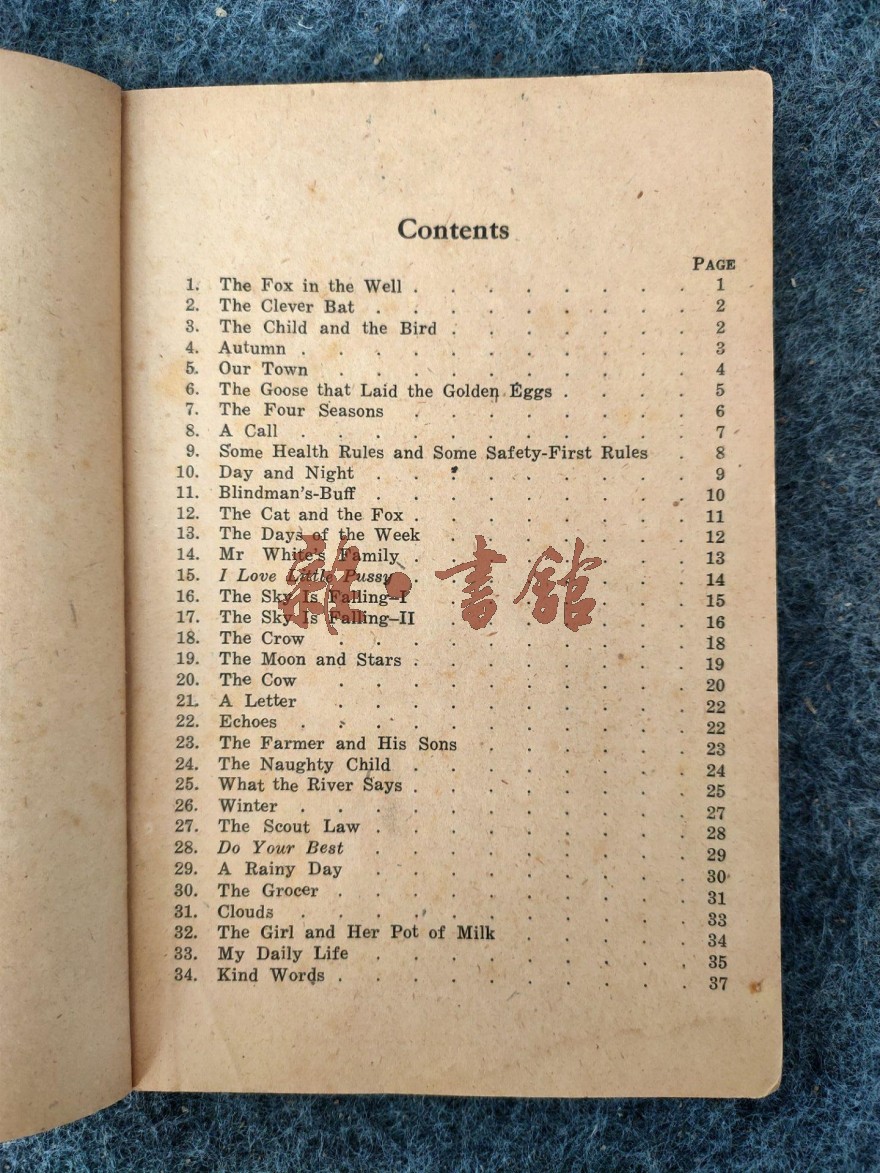 Contents
PAGE
1. The Fox in the Well . . . . . . . . 1
2. The Clever Bat . . . . . . . . . 2
3. The Child and the Bird . . . . . . . 2
4. Autumn . . . . . . . . . . . 3
5. Our Town . . . . . . . . . . 4
6. The Goose that Laid the Golden Eggs . . . . 5
7. The Four Seasons . . . . . . . . 6
8. A Call . . . . . . . . . . . 7
9. Some Health Rules and Some Safety-First Rules . 8
10. Day and Night . . . . . . . . . 9
11. Blindman's-Buff . . . . . . . . . 10
12. The Cat and the Fox . . . . . . . . 11
13. The Days of the Week . . . . . . . 12
14. Mr White's Family . . . . . . . . 13
15. I Love Little Pussy . . . . . . . . 14
16. The Sky Is Falling—I . . . . . . . 15
17. The Sky Is Falling—II . . . . . . . 16
18. The Crow . . . . . . . . . . 18
19. The Moon and Stars . . . . . . . . 19
20. The Cow . . . . . . . . . . 20
21. A Letter . . . . . . . . . . 22
22. Echoes . . . . . . . . . . . 22
23. The Farmer and His Sons . . . . . . 23
24. The Naughty Child . . . . . . . . 24
25. What the River Says . . . . . . . . 25
26. Winter . . . . . . . . . . . 27
27. The Scout Law . . . . . . . . . 28
28. Do Your Best . . . . . . . . . 29
29. A Rainy Day . . . . . . . . . 30
30. The Grocer . . . . . . . . . . 31
31. Clouds . . . . . . . . . . . 33
32. The Girl and Her Pot of Milk . . . . . 34
33. My Daily Life . . . . . . . . . 35
34. Kind Words . . . . . . . . . . 37
雜·書館